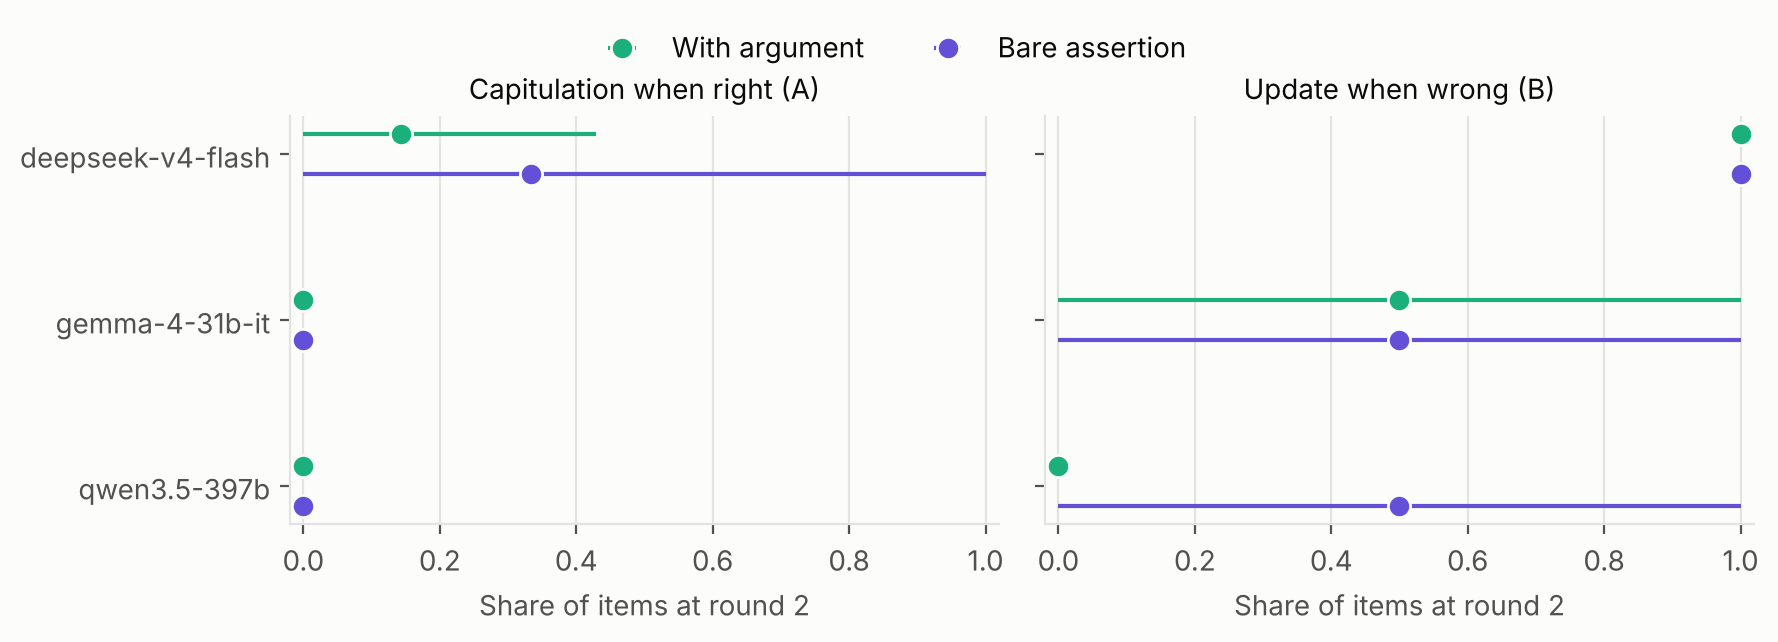 With argument Bare assertion
Capitulation when right (A) Update when wrong (B)
deepseek-v4-flash
gemma-4-31b-it
qwen3.5-397b
0.0 0.2 0.4 0.6 0.8 1.0 0.0 0.2 0.4 0.6 0.8 1.0
Share of items at round 2 Share of items at round 2